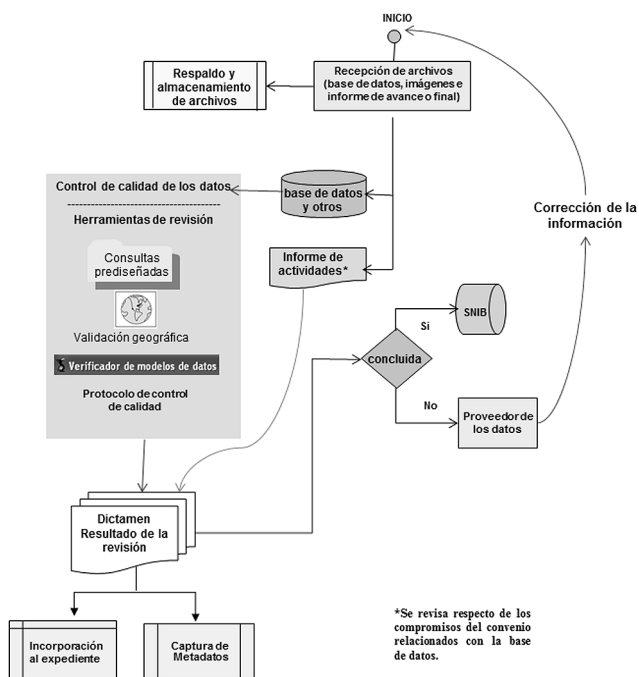 INICIO
Recepción de archivos
(base de datos, imágenes e
informe de avance o final)
Respaldo y
almacenamiento
de archivos
Control de calidad de los datos
Herramientas de revisión
Consultas
prediseñadas
Validación geográfica
Verificador de modelos de datos
Protocolo de control
de calidad
base de datos
y otros
Informe de
actividades*
Corrección de la
información
SNIB
Si
concluida
No
Proveedor de
los datos
Dictamen
Resultado de la
revisión
Incorporación
al expediente
Captura de
Metadatos
*Se revisa respecto de los
compromisos del convenio
relacionados con la base
de datos.